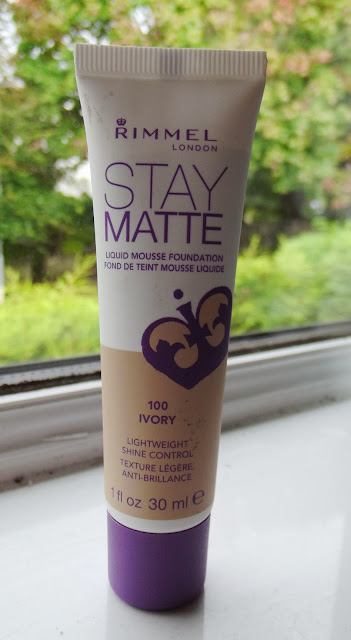 RIMMEL
LONDON
STAY
MATTE
LIQUID MOUSSE FOUNDATION
FOND DE TEINT MOUSSE LIQUIDE
100
IVORY
LIGHTWEIGHT
SHINE CONTROL
TEXTURE LÉGÈRE,
ANTI-BRILLANCE
1 fl oz 30 ml ℮